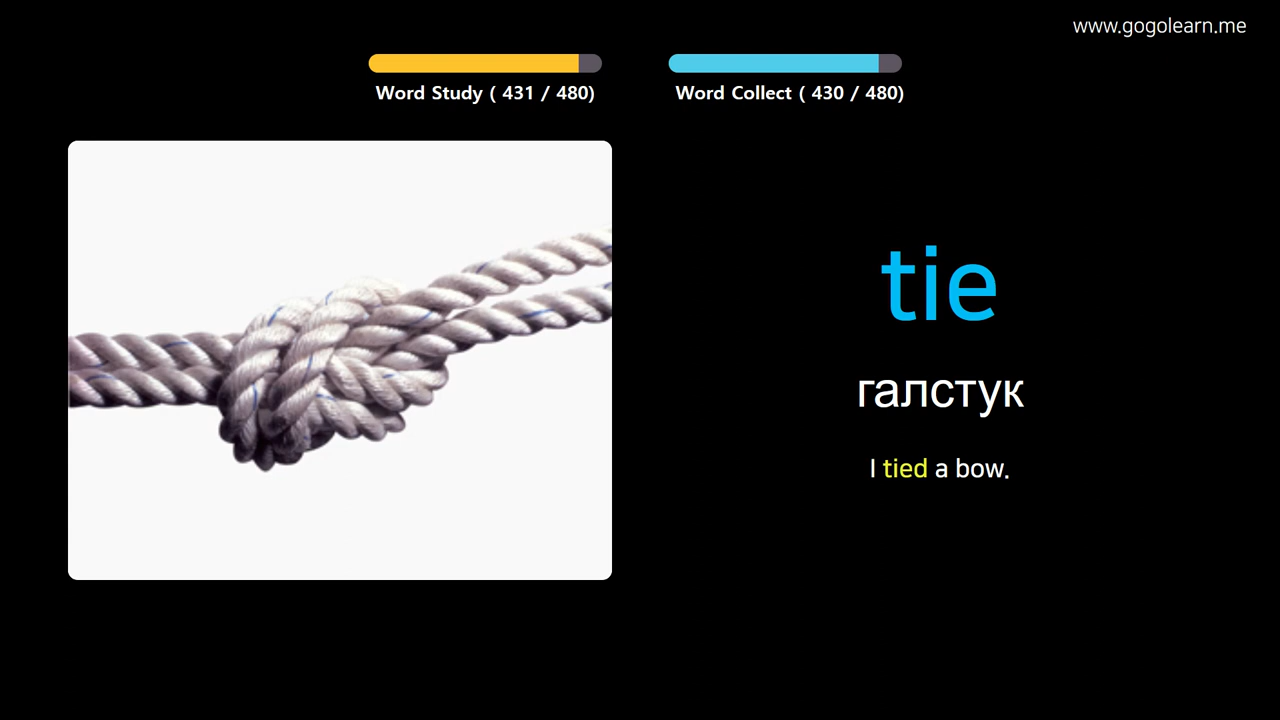 www.gogolearn.me
Word Study ( 431 / 480)
Word Collect ( 430 / 480)
tie
галстук
I tied a bow.